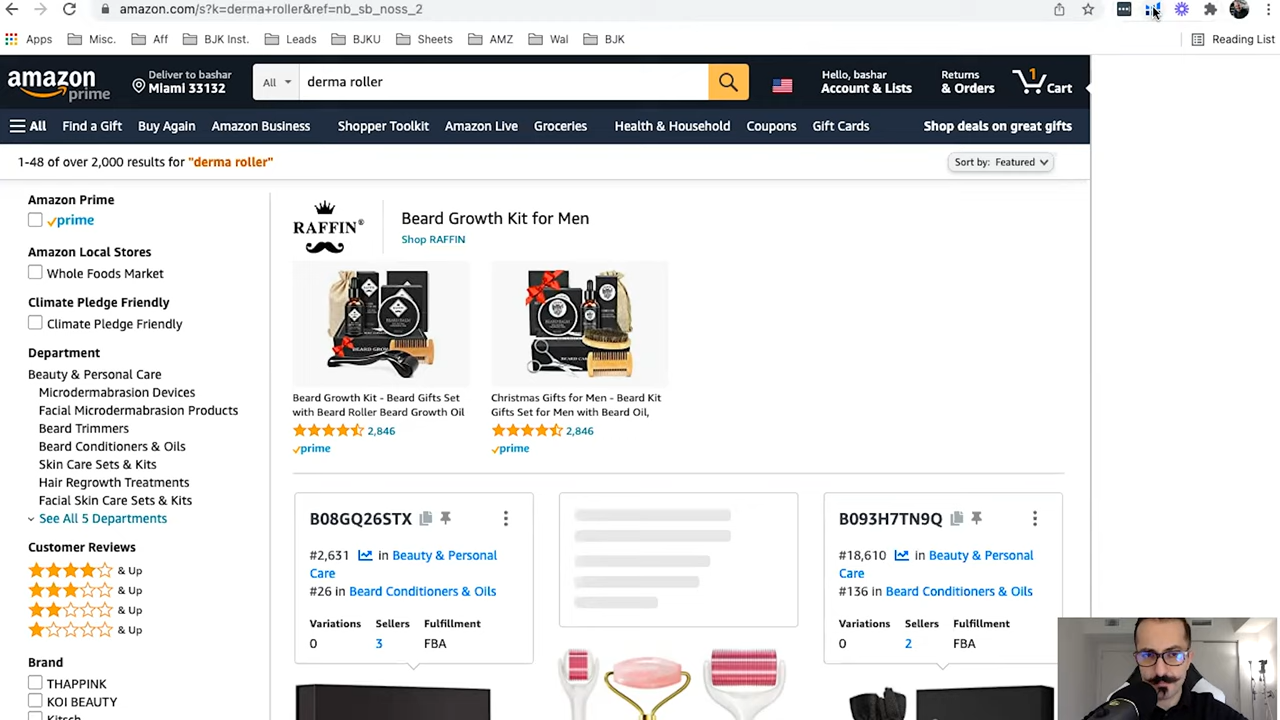 amazon.com/s?k=derma+roller&ref=nb_sb_noss_2
Apps Misc. Aff BJK Inst. Leads BJKU Sheets AMZ Wal BJK Reading List
amazon prime
Deliver to bashar
Miami 33132
All
derma roller
Hello, bashar
Account & Lists
Returns
& Orders
1
Cart
All Find a Gift Buy Again Amazon Business Shopper Toolkit Amazon Live Groceries Health & Household Coupons Gift Cards Shop deals on great gifts
1-48 of over 2,000 results for "derma roller"
Sort by: Featured
Amazon Prime
prime
Amazon Local Stores
Whole Foods Market
Climate Pledge Friendly
Climate Pledge Friendly
Department
Beauty & Personal Care
Microdermabrasion Devices
Facial Microdermabrasion Products
Beard Trimmers
Beard Conditioners & Oils
Skin Care Sets & Kits
Hair Regrowth Treatments
Facial Skin Care Sets & Kits
See All 5 Departments
Customer Reviews
& Up
& Up
& Up
& Up
Brand
THAPPINK
KOI BEAUTY
Kitsch
RAFFIN®
Beard Growth Kit for Men
Shop RAFFIN
Beard Growth Kit - Beard Gifts Set
with Beard Roller Beard Growth Oil
2,846
prime
Christmas Gifts for Men - Beard Kit
Gifts Set for Men with Beard Oil,
2,846
prime
B08GQ26STX
#2,631 in Beauty & Personal
Care
#26 in Beard Conditioners & Oils
Variations Sellers Fulfillment
0 3 FBA
B093H7TN9Q
#18,610 in Beauty & Personal
Care
#136 in Beard Conditioners & Oils
Variations Sellers Fulfillment
0 2 FBA